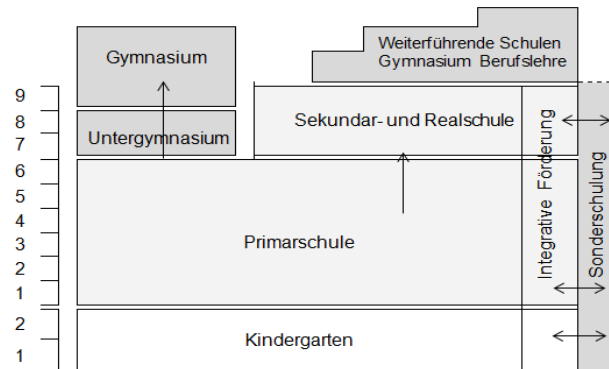 Gymnasium
Weiterführende Schulen
Gymnasium Berufslehre
9
8
7
Untergymnasium
Sekundar- und Realschule
6
5
4
3
2
1
Primarschule
Integrative Förderung
Sonderschulung
2
1
Kindergarten